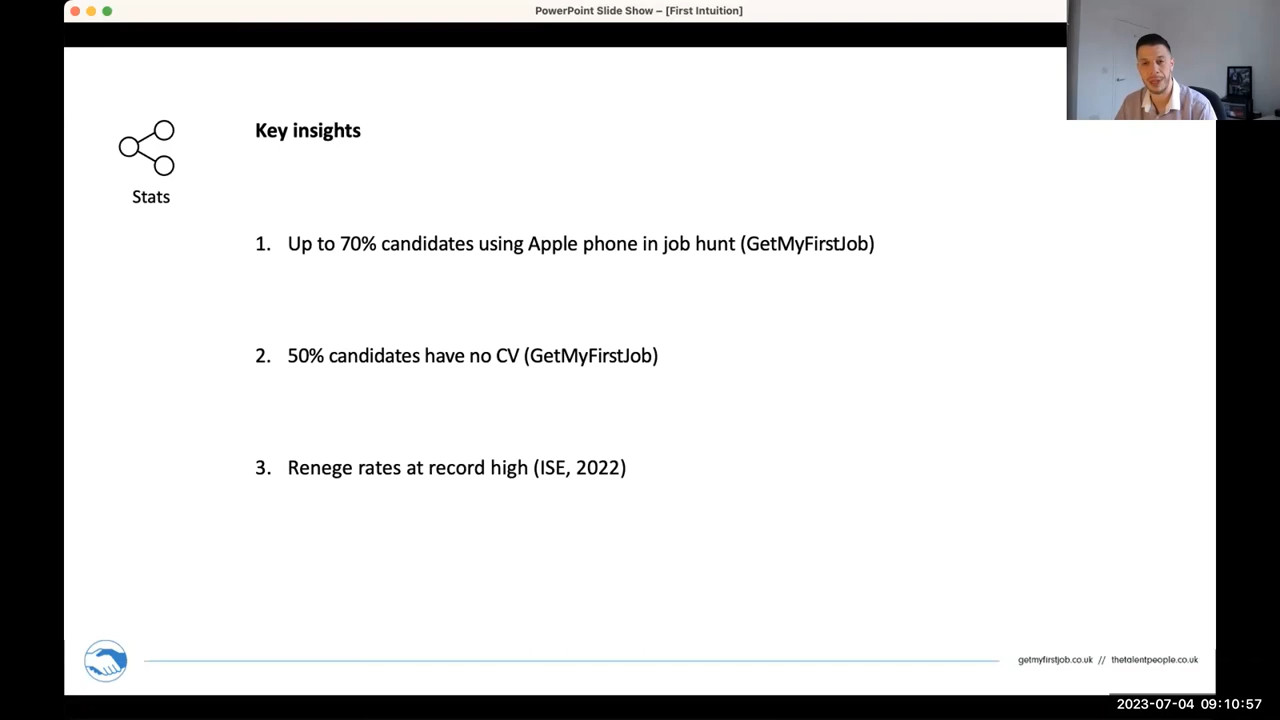 PowerPoint Slide Show – [First Intuition]
Key insights
Stats
1. Up to 70% candidates using Apple phone in job hunt (GetMyFirstJob)
2. 50% candidates have no CV (GetMyFirstJob)
3. Renege rates at record high (ISE, 2022)
getmyfirstjob.co.uk // thetalentpeople.co.uk
2023-07-04 09:10:57